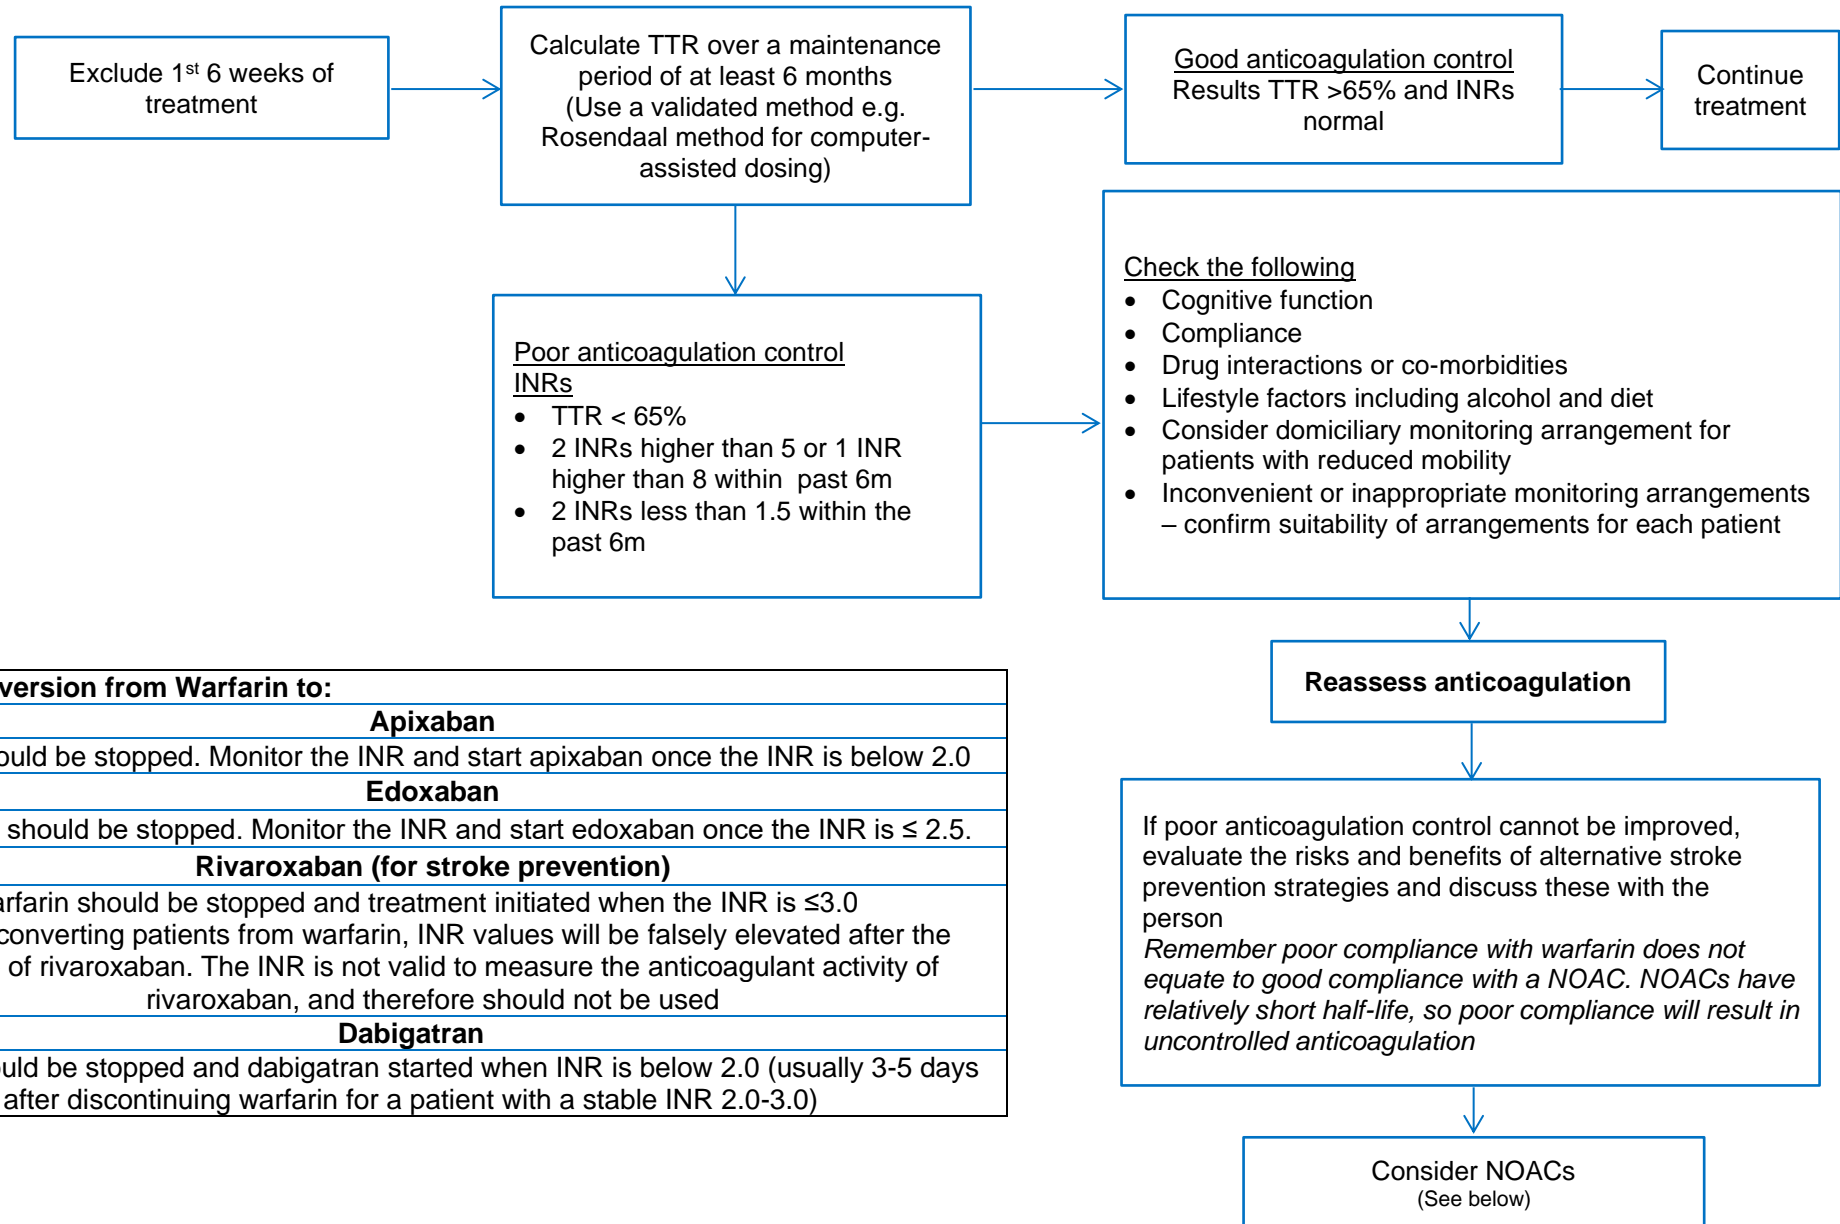 Exclude 1st 6 weeks of
treatment
Calculate TTR over a maintenance
period of at least 6 months
(Use a validated method e.g.
Rosendaal method for computer-
assisted dosing)
Good anticoagulation control
Results TTR >65% and INRs
normal
Continue
treatment
Poor anticoagulation control
INRs
• TTR < 65%
• 2 INRs higher than 5 or 1 INR
higher than 8 within past 6m
• 2 INRs less than 1.5 within the
past 6m
Check the following
• Cognitive function
• Compliance
• Drug interactions or co-morbidities
• Lifestyle factors including alcohol and diet
• Consider domiciliary monitoring arrangement for
patients with reduced mobility
• Inconvenient or inappropriate monitoring arrangements
– confirm suitability of arrangements for each patient
Reassess anticoagulation
If poor anticoagulation control cannot be improved,
evaluate the risks and benefits of alternative stroke
prevention strategies and discuss these with the
person
Remember poor compliance with warfarin does not
equate to good compliance with a NOAC. NOACs have
relatively short half-life, so poor compliance will result in
uncontrolled anticoagulation
Consider NOACs
(See below)
version from Warfarin to:
Apixaban
ould be stopped. Monitor the INR and start apixaban once the INR is below 2.0
Edoxaban
should be stopped. Monitor the INR and start edoxaban once the INR is ≤ 2.5.
Rivaroxaban (for stroke prevention)
arfarin should be stopped and treatment initiated when the INR is ≤3.0
converting patients from warfarin, INR values will be falsely elevated after the
of rivaroxaban. The INR is not valid to measure the anticoagulant activity of
rivaroxaban, and therefore should not be used
Dabigatran
uld be stopped and dabigatran started when INR is below 2.0 (usually 3-5 days
after discontinuing warfarin for a patient with a stable INR 2.0-3.0)